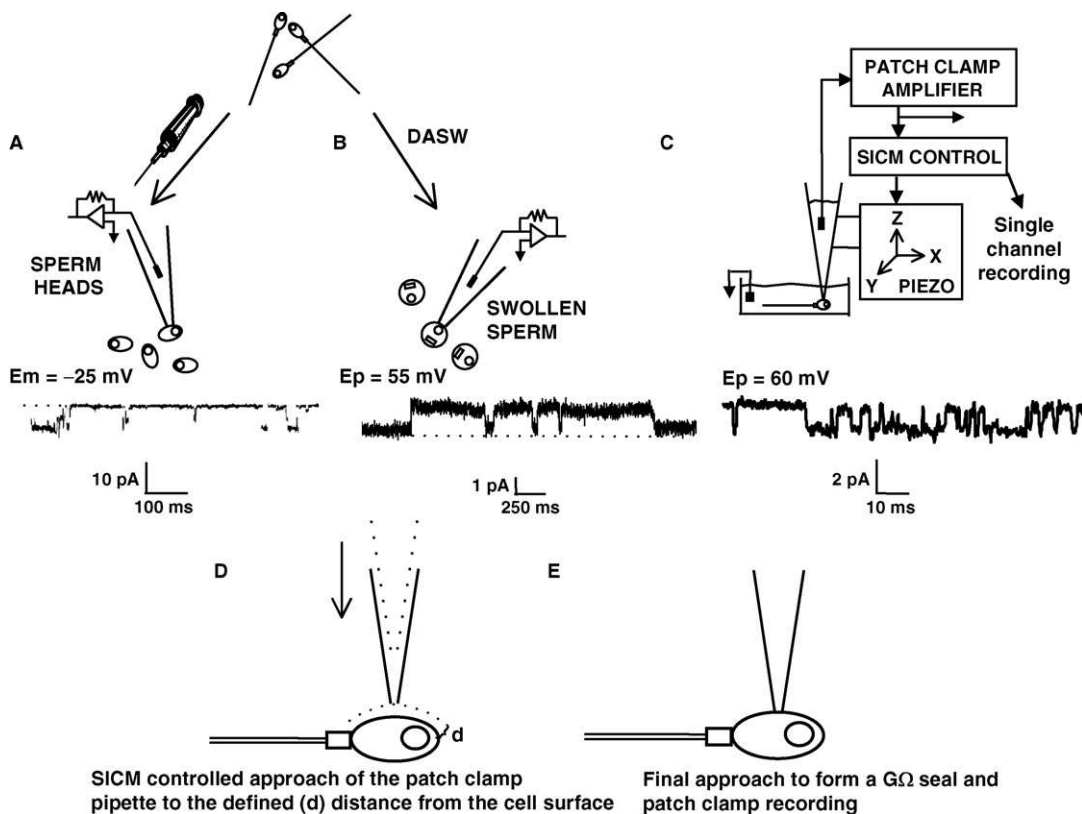 A
B
DASW
C
PATCH CLAMP
AMPLIFIER
SICM CONTROL
Z
X
Y
PIEZO
Single
channel
recording
SPERM
HEADS
SWOLLEN
SPERM
Em = –25 mV
Ep = 55 mV
Ep = 60 mV
10 pA
100 ms
1 pA
250 ms
2 pA
10 ms
D
E
d
SICM controlled approach of the patch clamp
pipette to the defined (d) distance from the cell surface
Final approach to form a GΩ seal and
patch clamp recording